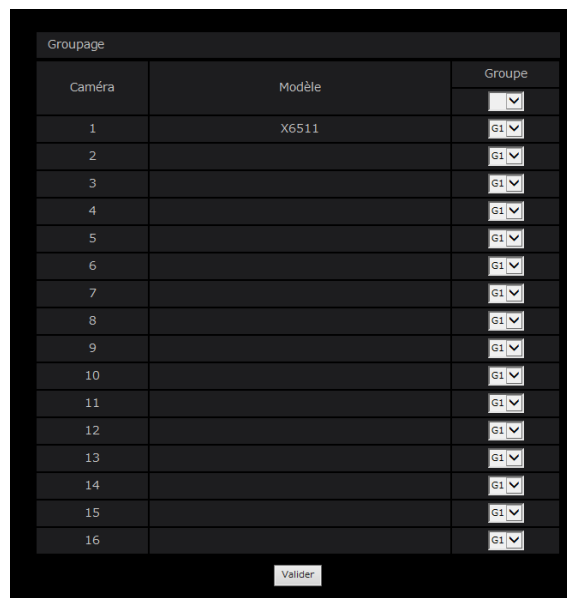 Groupage
Caméra Modèle Groupe
1 X6511 G1
2 G1
3 G1
4 G1
5 G1
6 G1
7 G1
8 G1
9 G1
10 G1
11 G1
12 G1
13 G1
14 G1
15 G1
16 G1
Valider